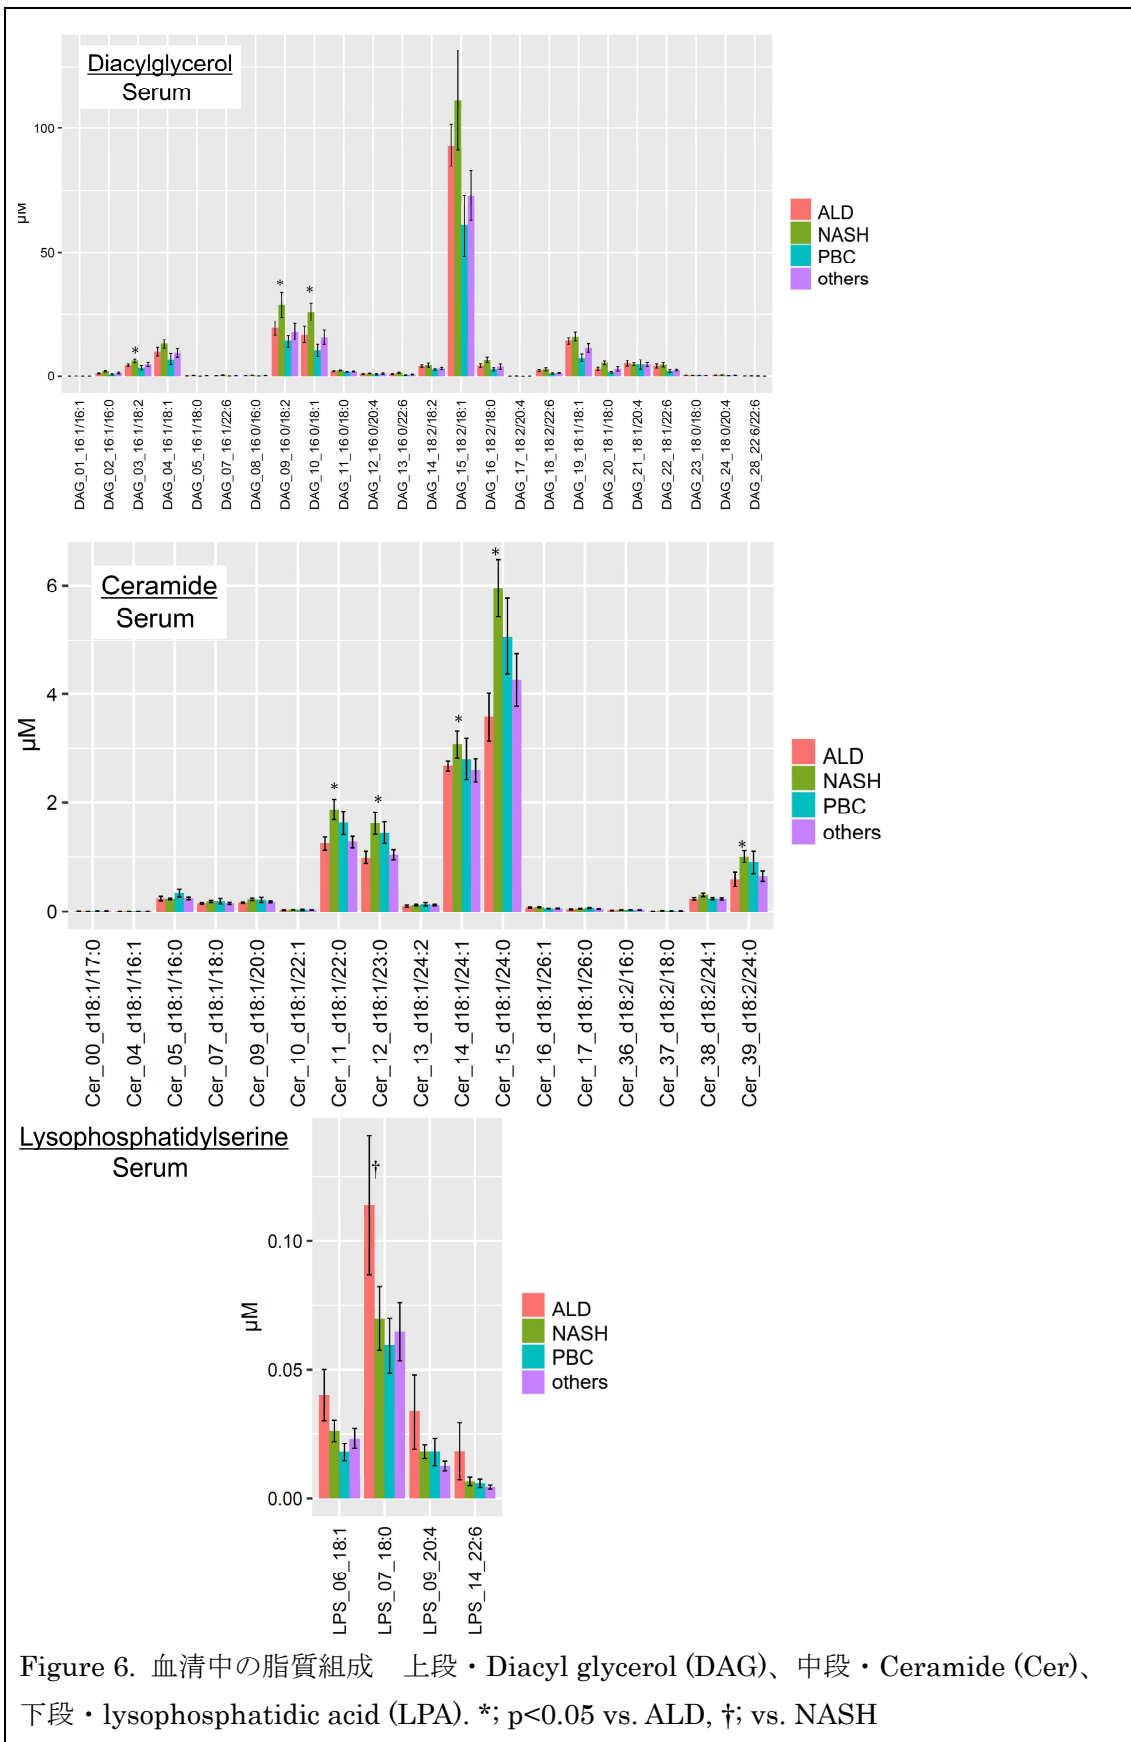 Diacylglycerol
Serum
100
50
0
µM
ALD
NASH
PBC
others
DAG_01_16:1/16:1
DAG_02_16:1/16:0
DAG_03_16:1/18:2
DAG_04_16:1/18:1
DAG_05_16:1/18:0
DAG_07_16:1/22:6
DAG_08_16:0/16:0
DAG_09_16:0/18:2
DAG_10_16:0/18:1
DAG_11_16:0/18:0
DAG_12_16:0/20:4
DAG_13_16:0/22:6
DAG_14_18:2/18:2
DAG_15_18:2/18:1
DAG_16_18:2/18:0
DAG_17_18:2/20:4
DAG_18_18:2/22:6
DAG_19_18:1/18:1
DAG_20_18:1/18:0
DAG_21_18:1/20:4
DAG_22_18:1/22:6
DAG_23_18:0/18:0
DAG_24_18:0/20:4
DAG_28_22:6/22:6
* * *
Ceramide
Serum
6
4
2
0
µM
* * * * *
ALD
NASH
PBC
others
Cer_00_d18:1/17:0
Cer_04_d18:1/16:1
Cer_05_d18:1/16:0
Cer_07_d18:1/18:0
Cer_09_d18:1/20:0
Cer_10_d18:1/22:1
Cer_11_d18:1/22:0
Cer_12_d18:1/23:0
Cer_13_d18:1/24:2
Cer_14_d18:1/24:1
Cer_15_d18:1/24:0
Cer_16_d18:1/26:1
Cer_17_d18:1/26:0
Cer_36_d18:2/16:0
Cer_37_d18:2/18:0
Cer_38_d18:2/24:1
Cer_39_d18:2/24:0
Lysophosphatidylserine
Serum
†
0.10
0.05
0.00
µM
ALD
NASH
PBC
others
LPS_06_18:1
LPS_07_18:0
LPS_09_20:4
LPS_14_22:6
Figure 6. 血清中の脂質組成　上段・Diacyl glycerol (DAG)、中段・Ceramide (Cer)、
下段・lysophosphatidic acid (LPA). *; p<0.05 vs. ALD, †; vs. NASH